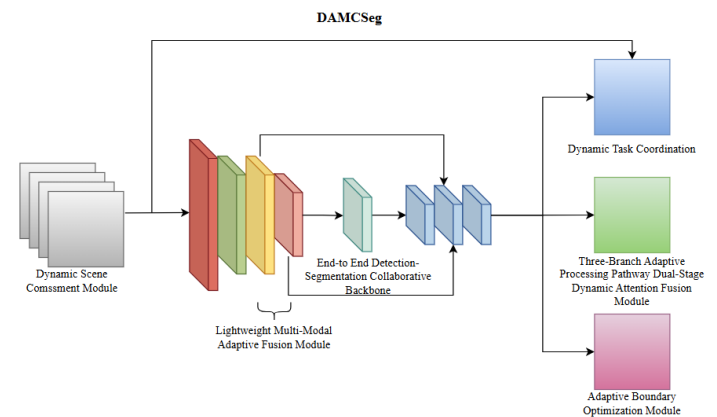 DAMCSeg
Dynamic Task Coordination
Dynamic Scene
Comssment Module
End-to End Detection-
Segmentation Collaborative
Backbone
Three-Branch Adaptive
Processing Pathway Dual-Stage
Dynamic Attention Fusion
Module
Lightweight Multi-Modal
Adaptive Fusion Module
Adaptive Boundary
Optimization Module